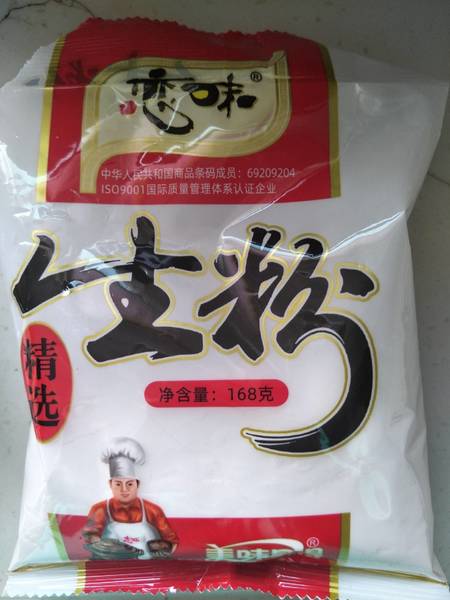 恋味®
中华人民共和国商品条码成员：69209204
ISO9001国际质量管理体系认证企业
生粉
精选
净含量：168克
美味
®